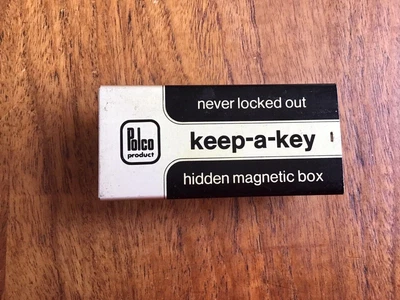 Polco
product
never locked out
keep-a-key
hidden magnetic box